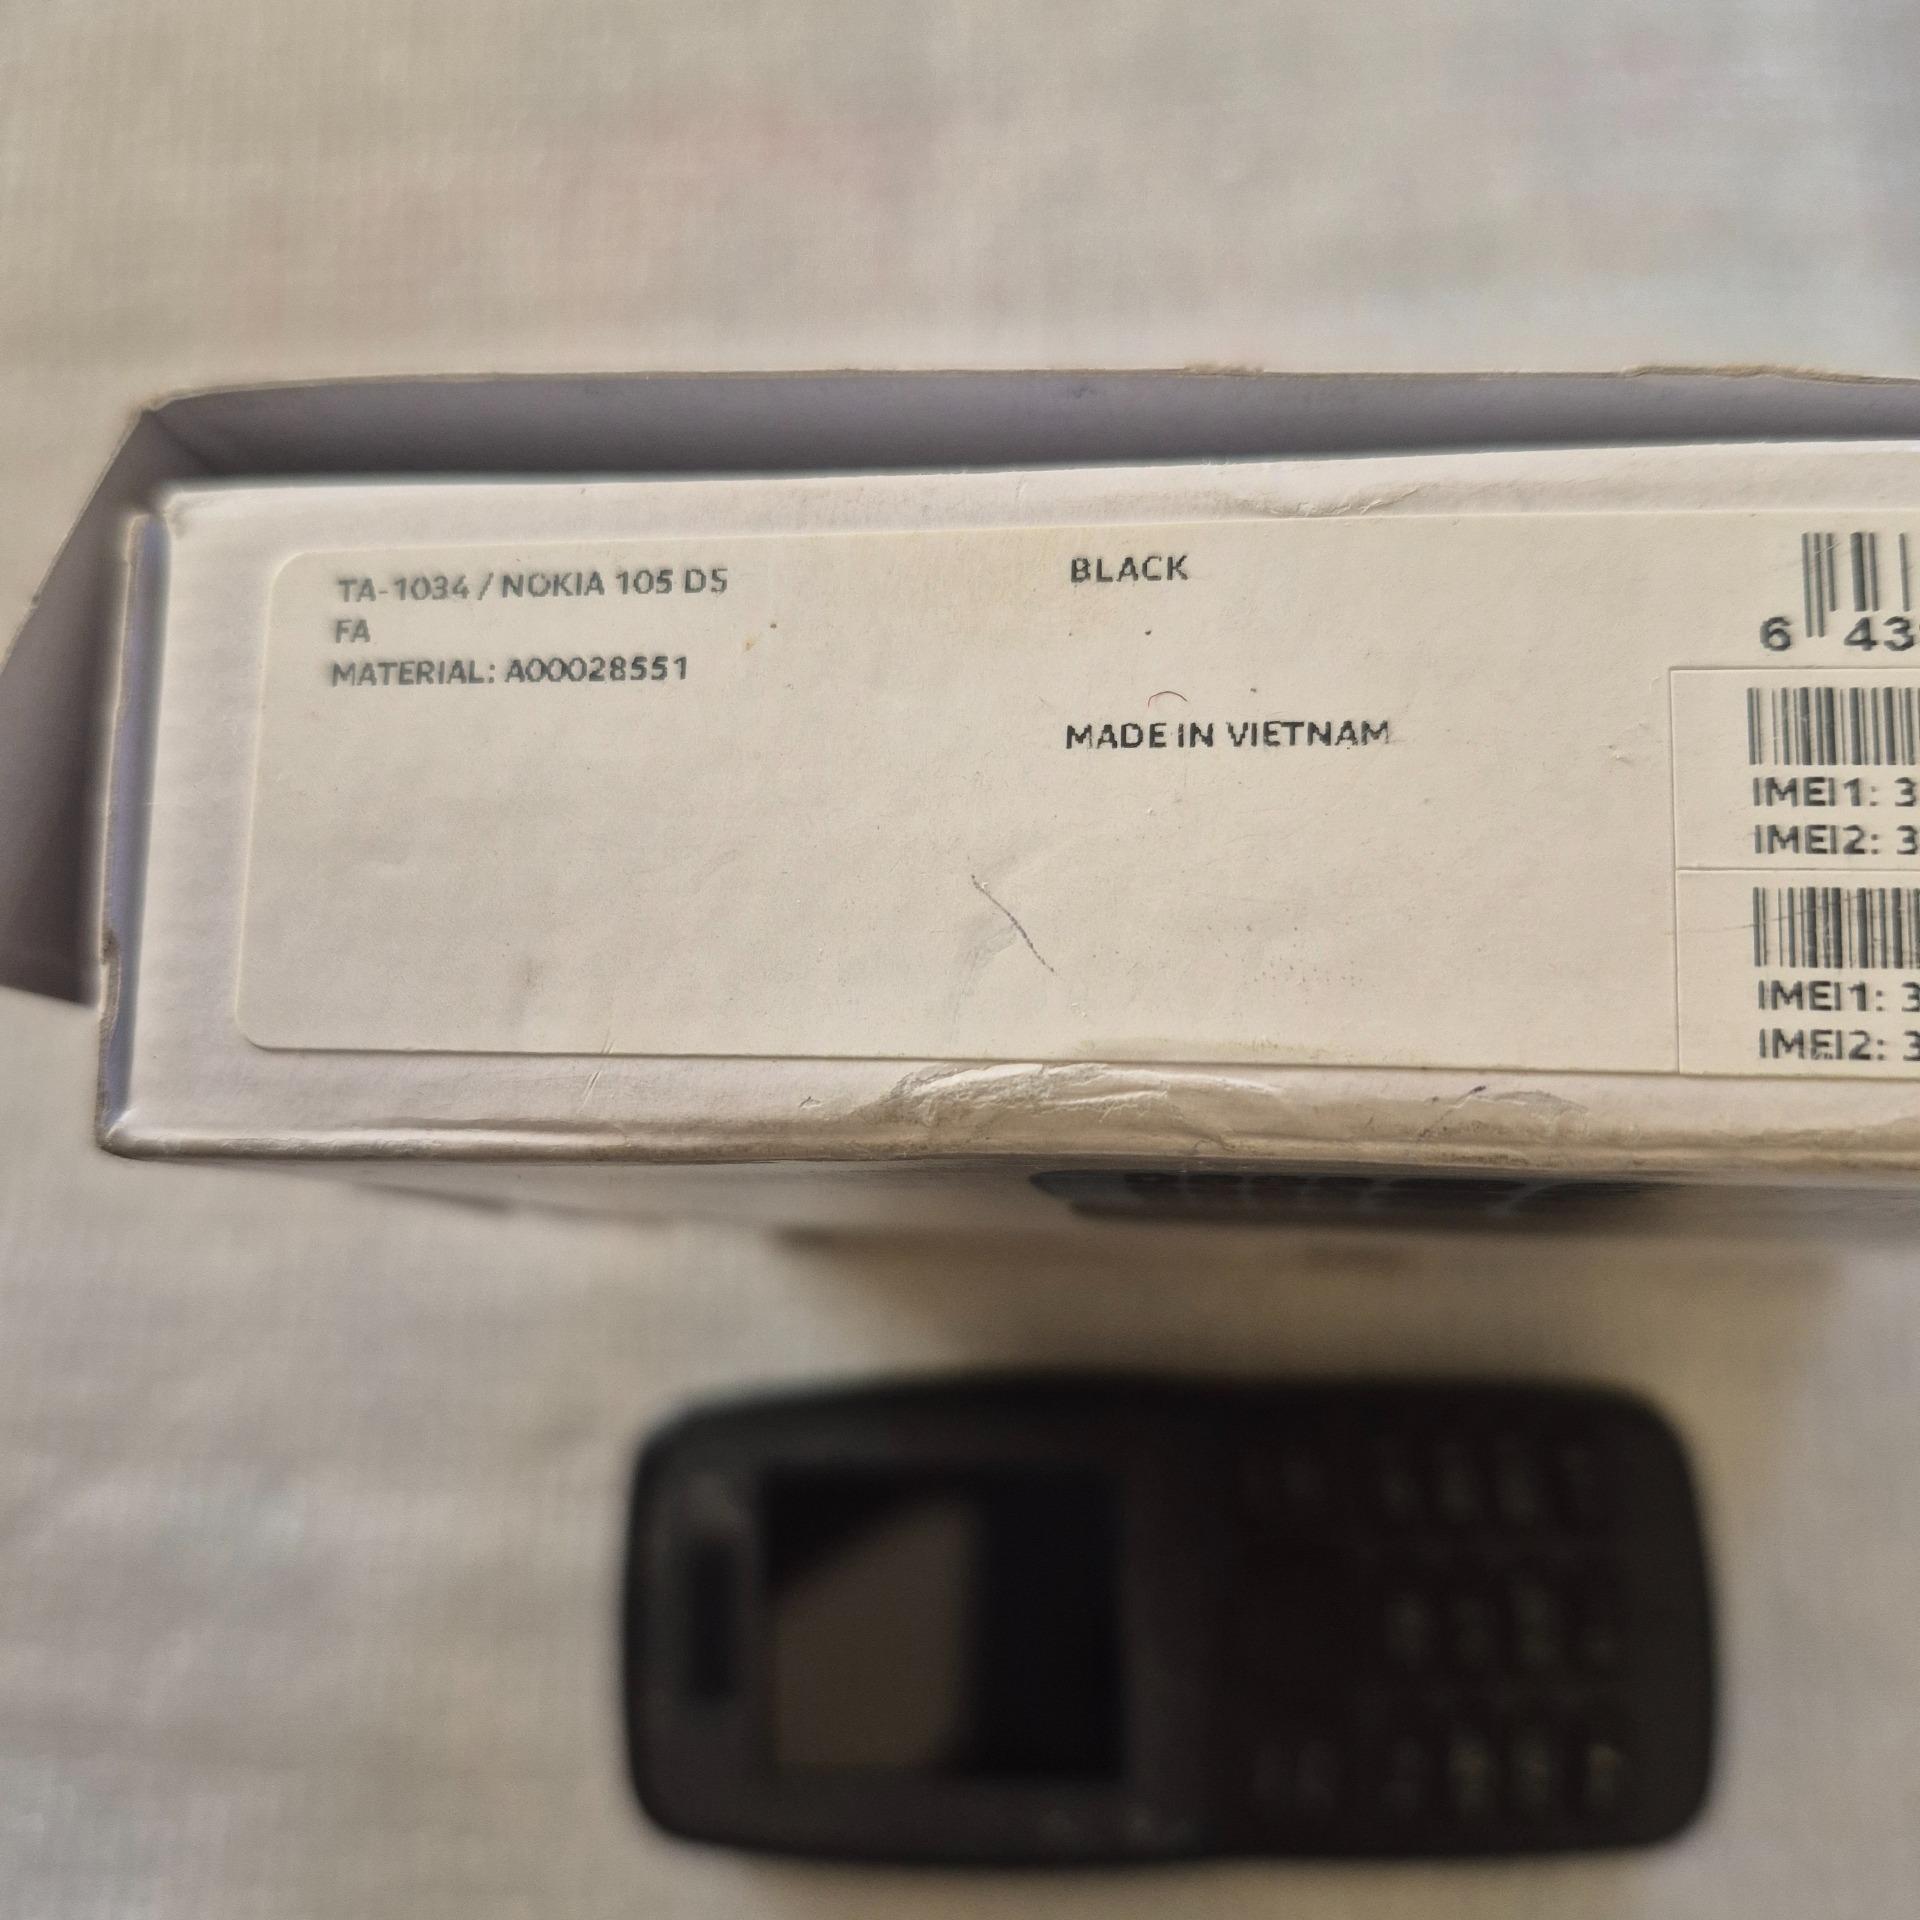 TA-1034 / NOKIA 105 DS
FA
MATERIAL: A00028551
BLACK
MADE IN VIETNAM
6 43
IMEI1: 3
IMEI2: 3
IMEI1: 3
IMEI2: 3